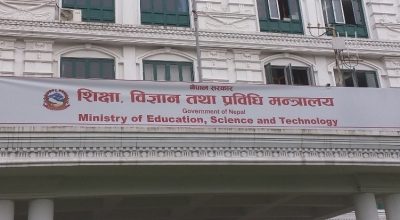 नेपाल सरकार
शिक्षा, विज्ञान तथा प्रविधि मन्त्रालय
Government of Nepal
Ministry of Education, Science and Technology